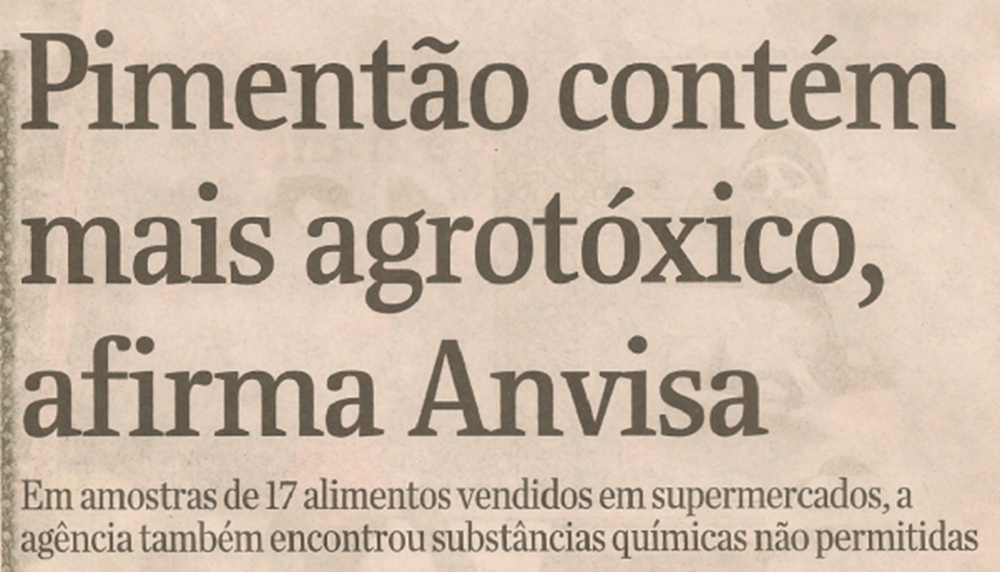 Pimentão contém
mais agrotóxico,
afirma Anvisa
Em amostras de 17 alimentos vendidos em supermercados, a
agência também encontrou substâncias químicas não permitidas